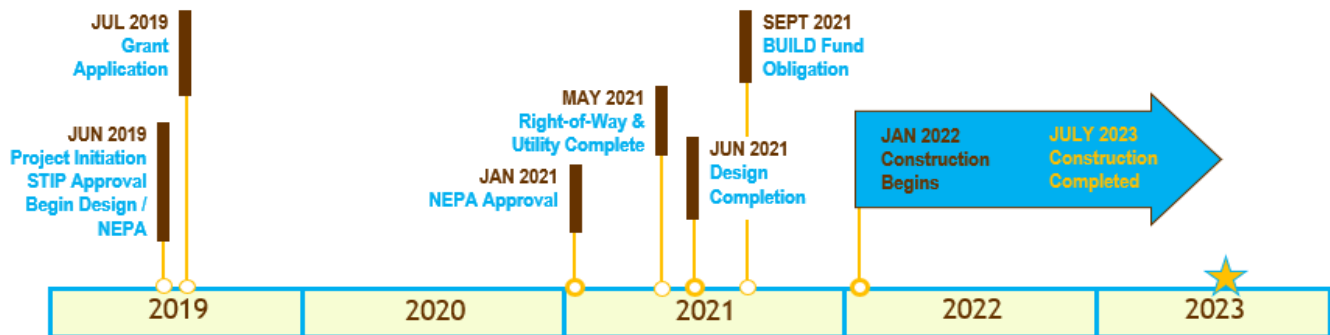 JUL 2019
Grant
Application
JUN 2019
Project Initiation
STIP Approval
Begin Design /
NEPA
JAN 2021
NEPA Approval
MAY 2021
Right-of-Way &
Utility Complete
JUN 2021
Design
Completion
SEPT 2021
BUILD Fund
Obligation
JAN 2022
Construction
Begins
JULY 2023
Construction
Completed
2019
2020
2021
2022
2023